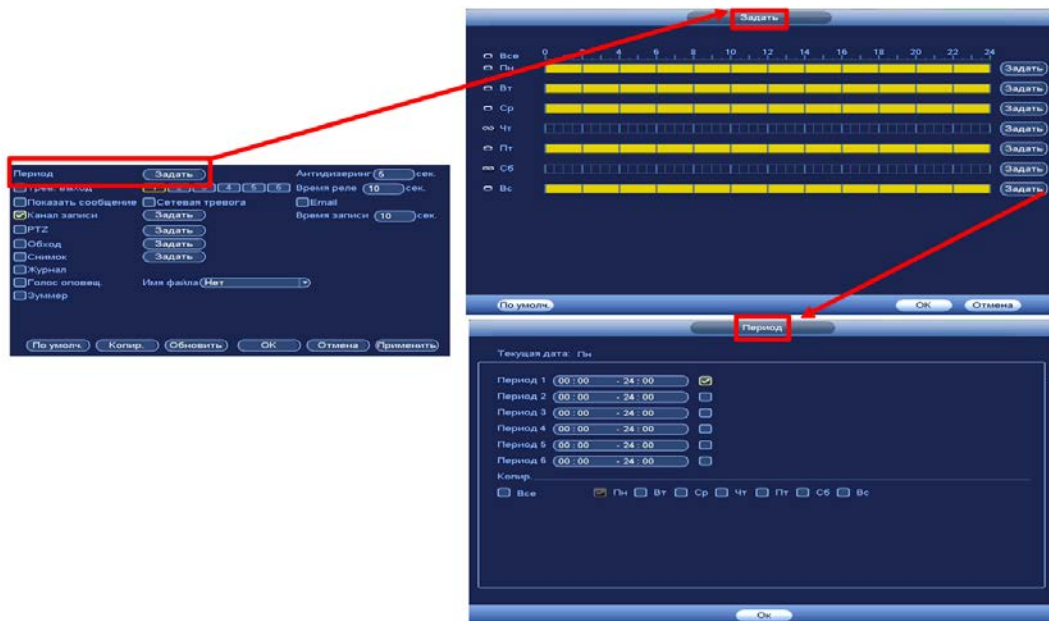 Период Задать Антидизеринг 5 сек.
Трев. выход 1 2 3 4 5 6 Время реле 10 сек.
Показать сообщение Сетевая тревога Email
Канал записи Задать Время записи 10 сек.
PTZ Задать
Обход Задать
Снимок Задать
Журнал
Голос оповещ. Имя файла Нет
Зуммер
По умолч. Копир. Обновить OK Отмена Применить
Задать
0 2 4 6 8 10 12 14 16 18 20 22 24
Все
Пн Задать
Вт Задать
Ср Задать
Чт Задать
Пт Задать
Сб Задать
Вс Задать
По умолч. OK Отмена
Период
Текущая дата: Пн
Период 1 00 : 00 - 24 : 00
Период 2 00 : 00 - 24 : 00
Период 3 00 : 00 - 24 : 00
Период 4 00 : 00 - 24 : 00
Период 5 00 : 00 - 24 : 00
Период 6 00 : 00 - 24 : 00
Копир.
Все Пн Вт Ср Чт Пт Сб Вс
Ок